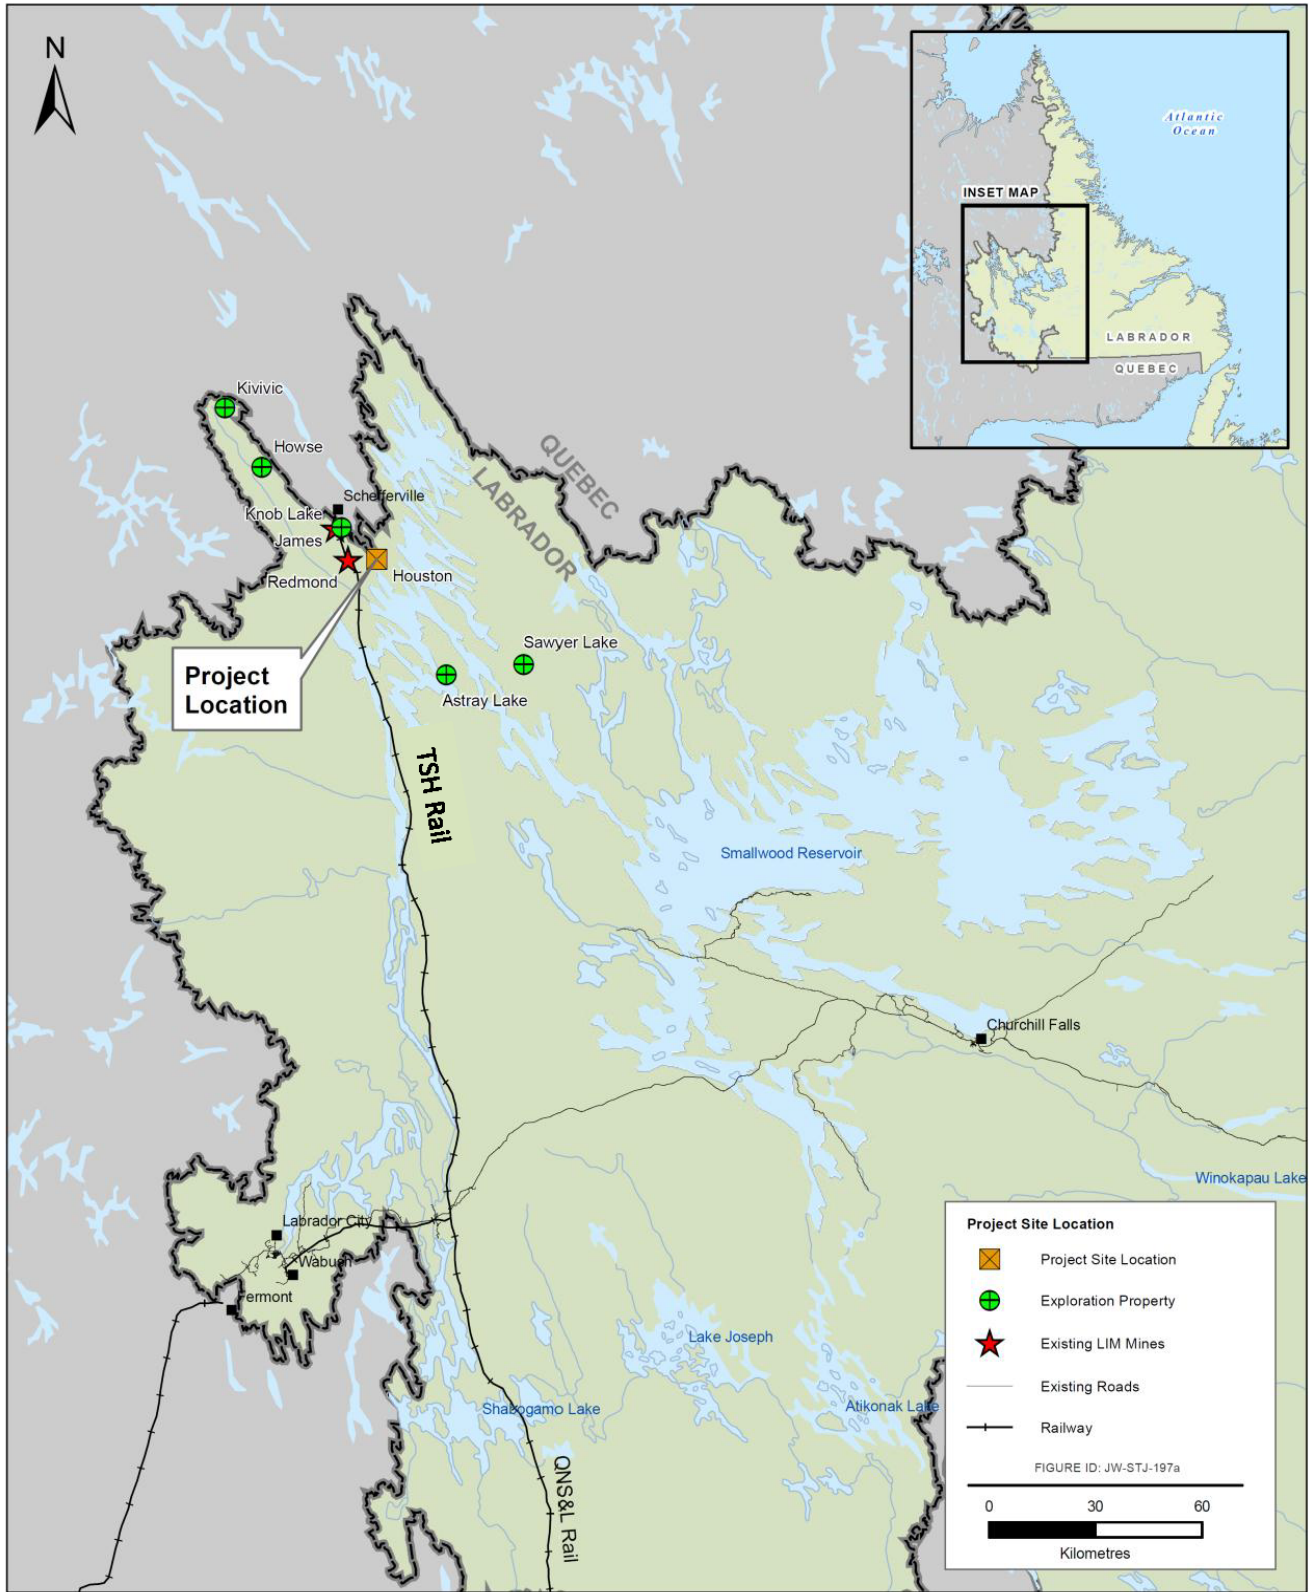 N
Atlantic
Ocean
INSET MAP
LABRADOR
QUEBEC
Kivivic
Howse
Schefferville
Knob Lake
James
Redmond
Houston
QUEBEC
LABRADOR
Project
Location
Sawyer Lake
Astray Lake
TSH Rail
Smallwood Reservoir
Churchill Falls
Winokapau Lake
Labrador City
Wabush
Fermont
Lake Joseph
Shabogamo Lake
Atikonak Lake
QNS&L Rail
Project Site Location
Project Site Location
Exploration Property
Existing LIM Mines
Existing Roads
Railway
FIGURE ID: JW-STJ-197a
0 30 60
Kilometres